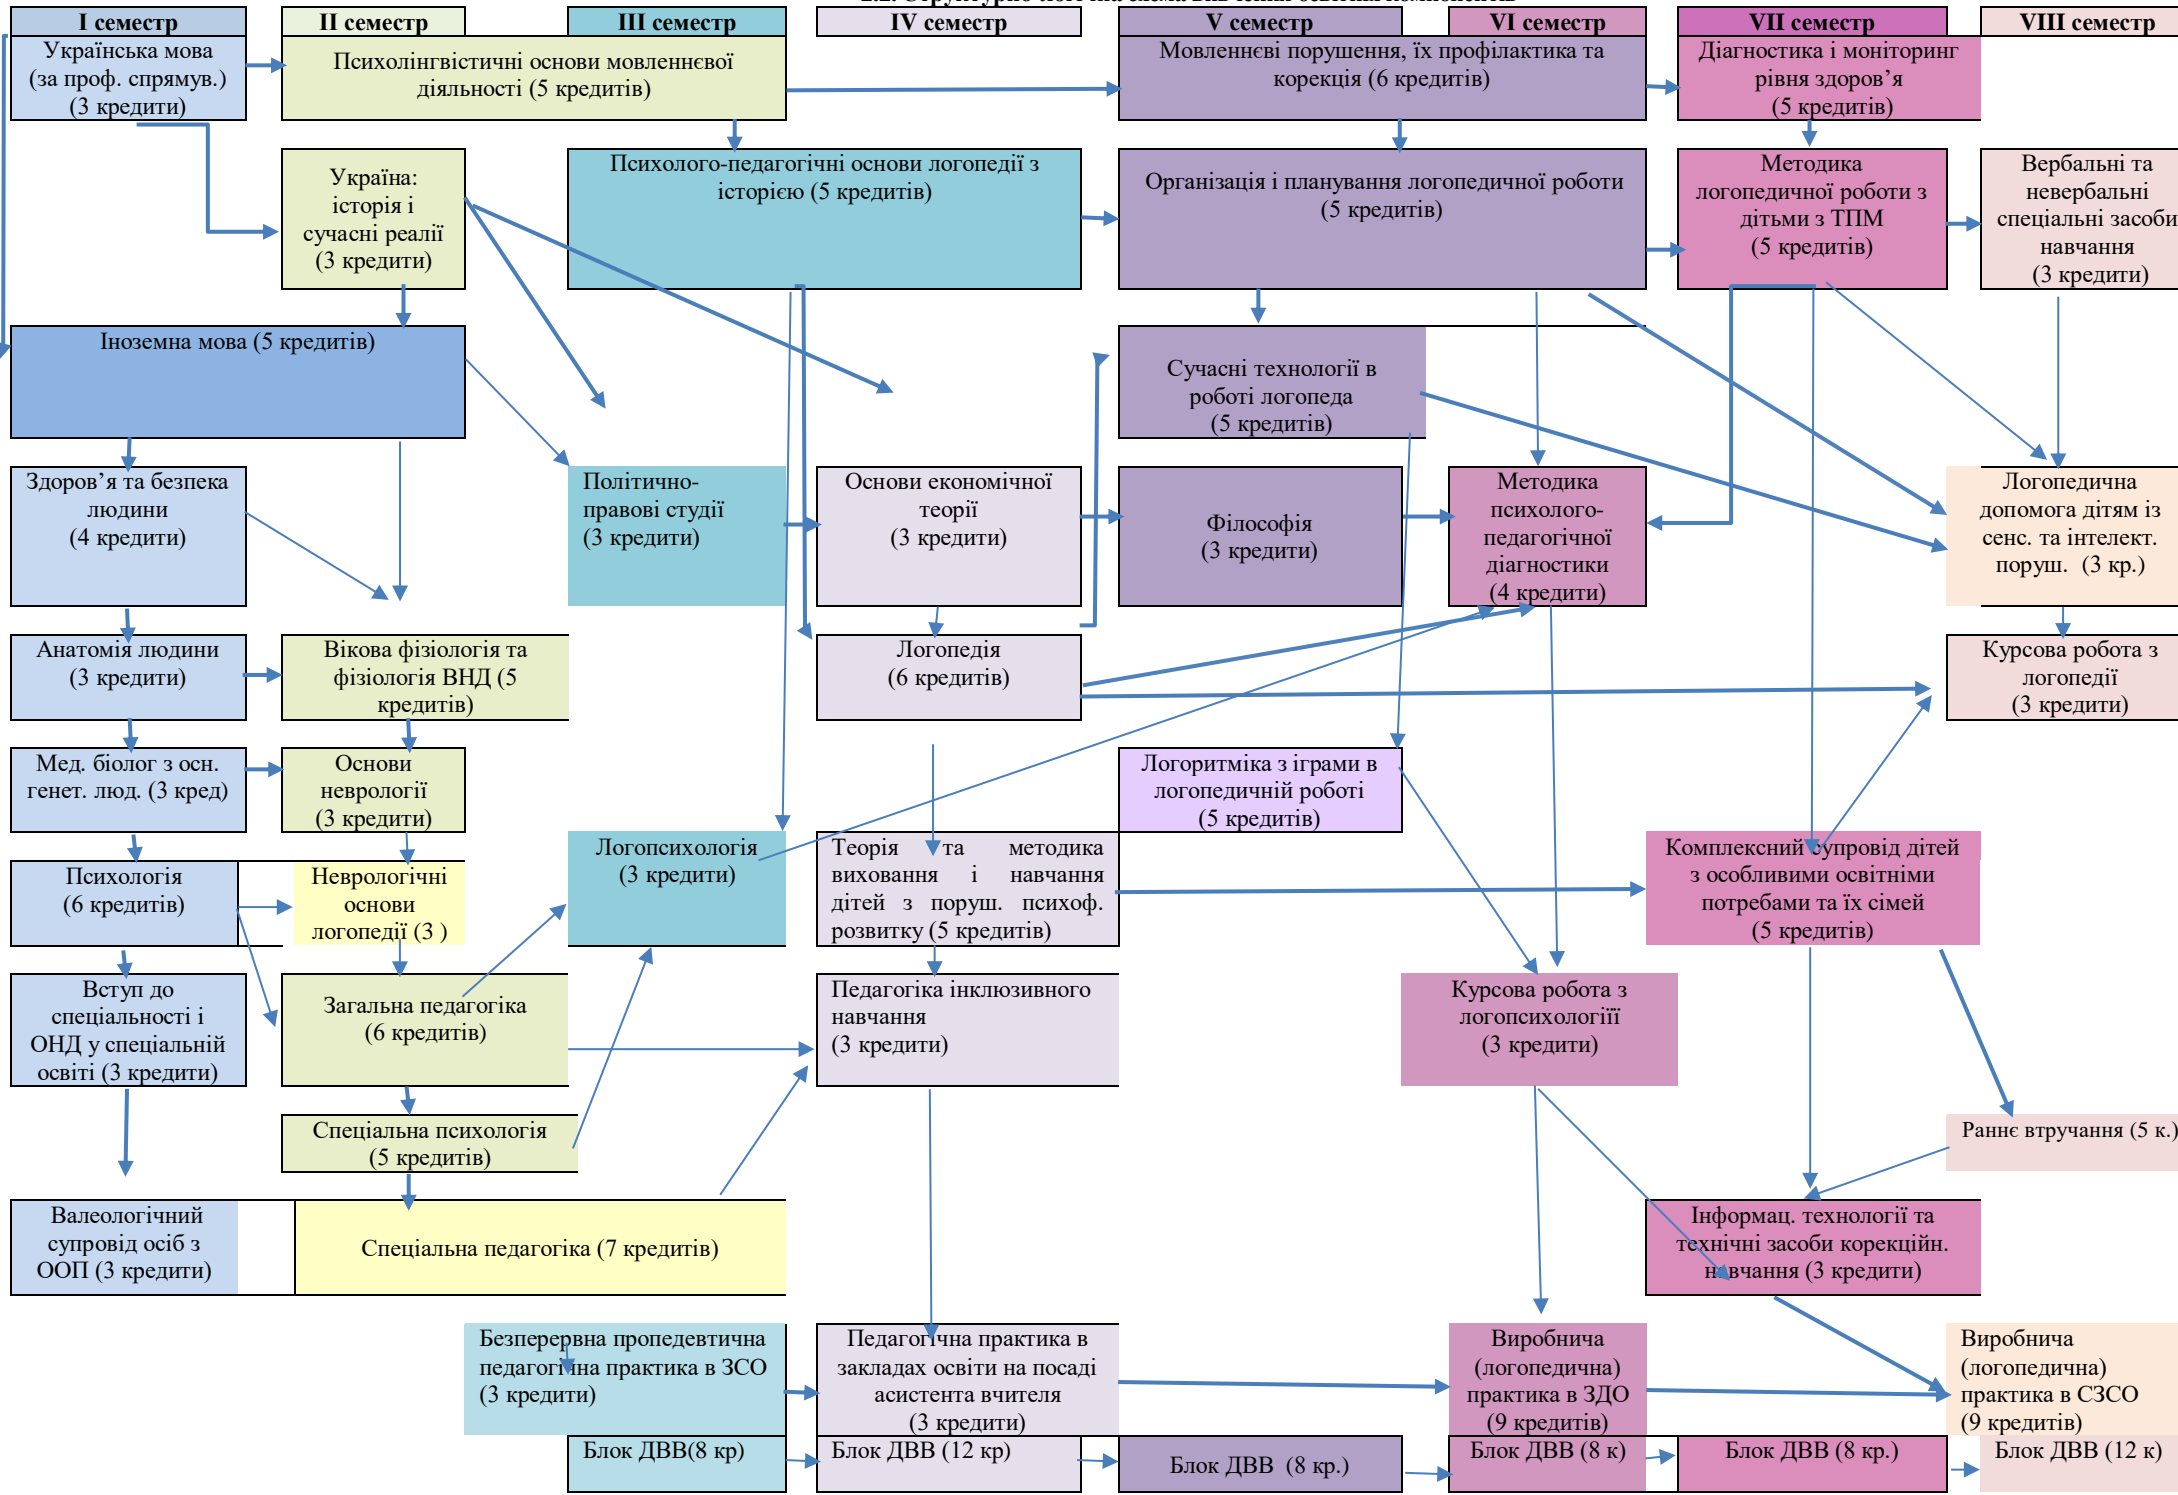 2.2. Структурно-логічна схема вивчення освітніх компонентів
I семестр
II семестр
III семестр
IV семестр
V семестр
VI семестр
VII семестр
VIII семестр
Українська мова
(за проф. спрямув.)
(3 кредити)
Психолінгвістичні основи мовленнєвої
діяльності (5 кредитів)
Мовленнєві порушення, їх профілактика та
корекція (6 кредитів)
Діагностика і моніторинг
рівня здоров’я
(5 кредитів)
Україна:
історія і
сучасні реалії
(3 кредити)
Психолого-педагогічні основи логопедії з
історією (5 кредитів)
Організація і планування логопедичної роботи
(5 кредитів)
Методика
логопедичної роботи з
дітьми з ТПМ
(5 кредитів)
Вербальні та
невербальні
спеціальні засоби
навчання
(3 кредити)
Іноземна мова (5 кредитів)
Сучасні технології в
роботі логопеда
(5 кредитів)
Здоров’я та безпека
людини
(4 кредити)
Політично-
правові студії
(3 кредити)
Основи економічної
теорії
(3 кредити)
Філософія
(3 кредити)
Методика
психолого-
педагогічної
діагностики
(4 кредити)
Логопедична
допомога дітям із
сенс. та інтелект.
поруш.  (3 кр.)
Анатомія людини
(3 кредити)
Вікова фізіологія та
фізіологія ВНД (5
кредитів)
Логопедія
(6 кредитів)
Курсова робота з
логопедії
(3 кредити)
Мед. біолог з осн.
генет. люд. (3 кред)
Основи
неврології
(3 кредити)
Логоритміка з іграми в
логопедичній роботі
(5 кредитів)
Психологія
(6 кредитів)
Неврологічні
основи
логопедії (3 )
Логопсихологія
(3 кредити)
Теорія та методика
виховання і навчання
дітей з поруш. психоф.
розвитку (5 кредитів)
Комплексний супровід дітей
з особливими освітніми
потребами та їх сімей
(5 кредитів)
Вступ до
спеціальності і
ОНД у спеціальній
освіті (3 кредити)
Загальна педагогіка
(6 кредитів)
Педагогіка інклюзивного
навчання
(3 кредити)
Курсова робота з
логопсихологіїї
(3 кредити)
Спеціальна психологія
(5 кредитів)
Раннє втручання (5 к.)
Валеологічний
супровід осіб з
ООП (3 кредити)
Спеціальна педагогіка (7 кредитів)
Інформац. технології та
технічні засоби корекційн.
навчання (3 кредити)
Безперервна пропедевтична
педагогічна практика в ЗСО
(3 кредити)
Педагогічна практика в
закладах освіти на посаді
асистента вчителя
(3 кредити)
Виробнича
(логопедична)
практика в ЗДО
(9 кредитів)
Виробнича
(логопедична)
практика в СЗСО
(9 кредитів)
Блок ДВВ(8 кр)
Блок ДВВ (12 кр)
Блок ДВВ  (8 кр.)
Блок ДВВ (8 к)
Блок ДВВ (8 кр.)
Блок ДВВ (12 к)